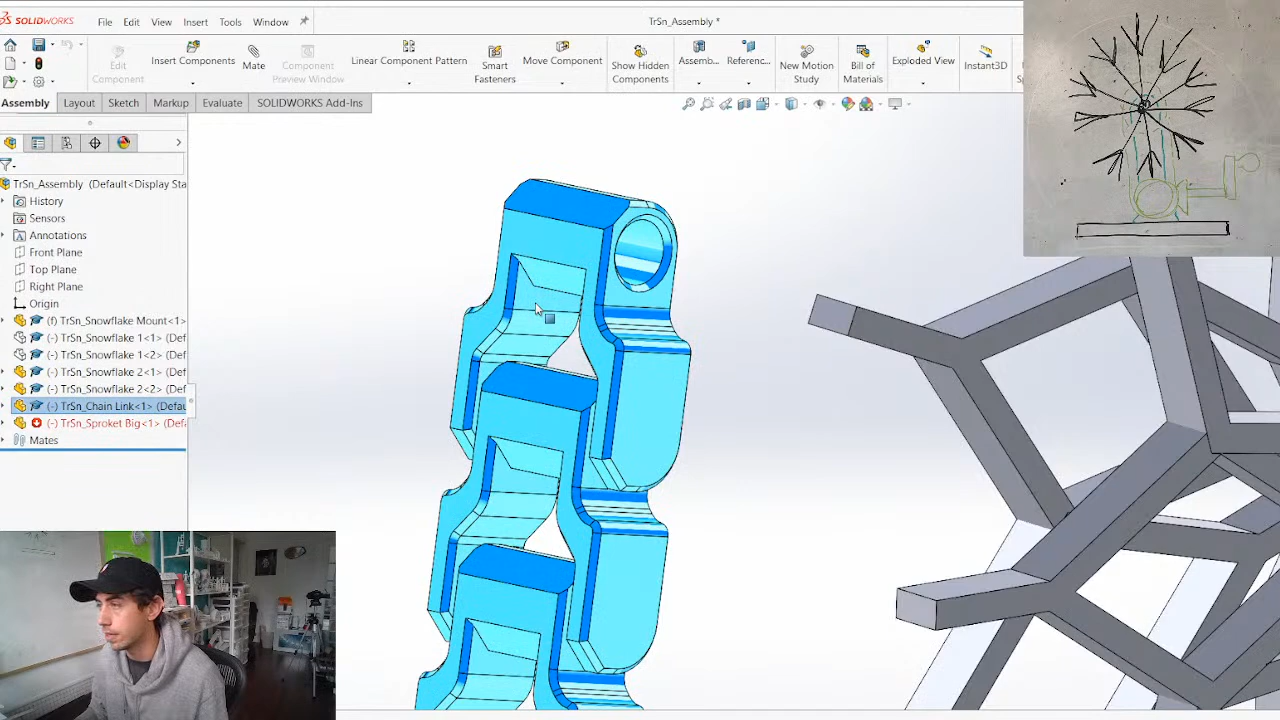 SOLIDWORKS File Edit View Insert Tools Window TrSn_Assembly *
Edit Component
Insert Components
Mate
Component Preview Window
Linear Component Pattern
Smart Fasteners
Move Component
Show Hidden Components
Assemb...
Referenc...
New Motion Study
Bill of Materials
Exploded View
Instant3D
Assembly Layout Sketch Markup Evaluate SOLIDWORKS Add-Ins
TrSn_Assembly (Default<Display Sta
History
Sensors
Annotations
Front Plane
Top Plane
Right Plane
Origin
(f) TrSn_Snowflake Mount<1>
(-) TrSn_Snowflake 1<1> (Def
(-) TrSn_Snowflake 1<2> (Def
(-) TrSn_Snowflake 2<1> (Def
(-) TrSn_Snowflake 2<2> (Def
(-) TrSn_Chain Link<1> (Defau
(-) TrSn_Sproket Big<1> (Def
Mates